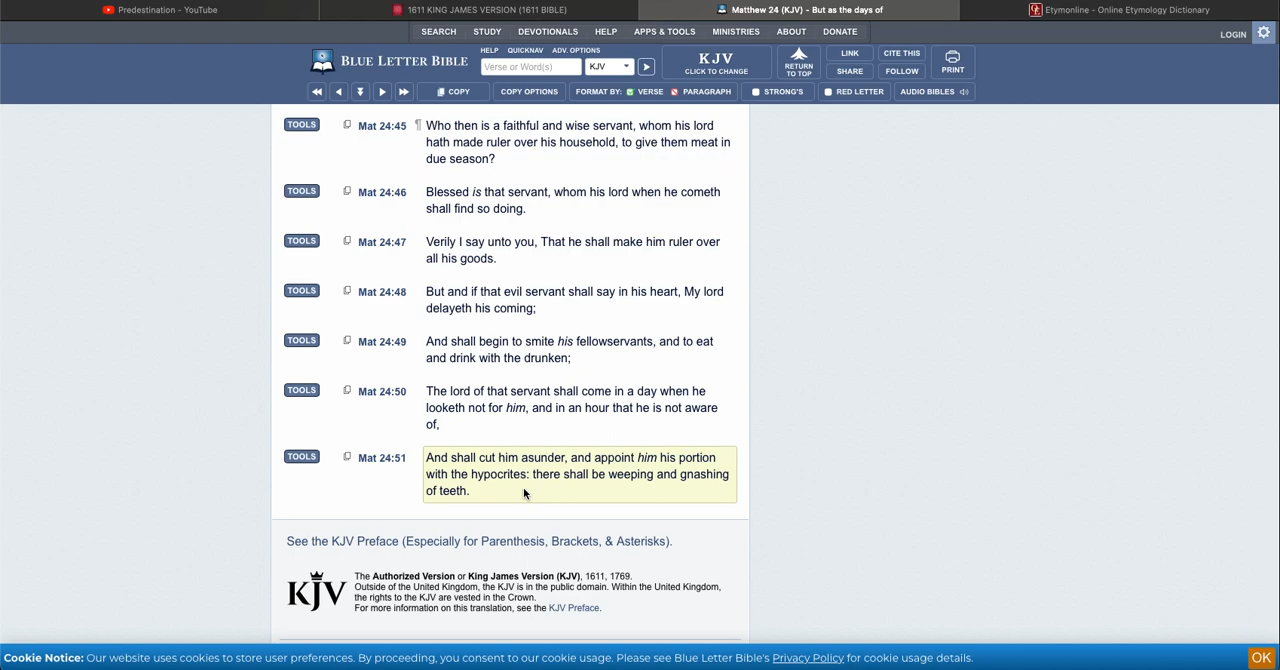 Predestination - YouTube
1611 KING JAMES VERSION (1611 BIBLE)
Matthew 24 (KJV) - But as the days of
Etymonline - Online Etymology Dictionary
SEARCH STUDY DEVOTIONALS HELP APPS & TOOLS MINISTRIES ABOUT DONATE
LOGIN
BLUE LETTER BIBLE
HELP QUICKNAV ADV. OPTIONS
Verse or Word(s)
KJV
KJV
CLICK TO CHANGE
RETURN
TO TOP
LINK
CITE THIS
SHARE
FOLLOW
PRINT
COPY
COPY OPTIONS
FORMAT BY: VERSE PARAGRAPH
STRONG'S
RED LETTER
AUDIO BIBLES
TOOLS Mat 24:45 ¶ Who then is a faithful and wise servant, whom his lord
hath made ruler over his household, to give them meat in
due season?
TOOLS Mat 24:46 Blessed is that servant, whom his lord when he cometh
shall find so doing.
TOOLS Mat 24:47 Verily I say unto you, That he shall make him ruler over
all his goods.
TOOLS Mat 24:48 But and if that evil servant shall say in his heart, My lord
delayeth his coming;
TOOLS Mat 24:49 And shall begin to smite his fellowservants, and to eat
and drink with the drunken;
TOOLS Mat 24:50 The lord of that servant shall come in a day when he
looketh not for him, and in an hour that he is not aware
of,
TOOLS Mat 24:51 And shall cut him asunder, and appoint him his portion
with the hypocrites: there shall be weeping and gnashing
of teeth.
See the KJV Preface (Especially for Parenthesis, Brackets, & Asterisks).
KJV
The Authorized Version or King James Version (KJV), 1611, 1769.
Outside of the United Kingdom, the KJV is in the public domain. Within the United Kingdom,
the rights to the KJV are vested in the Crown.
For more information on this translation, see the KJV Preface.
Cookie Notice: Our website uses cookies to store user preferences. By proceeding, you consent to our cookie usage. Please see Blue Letter Bible's Privacy Policy for cookie usage details.
OK